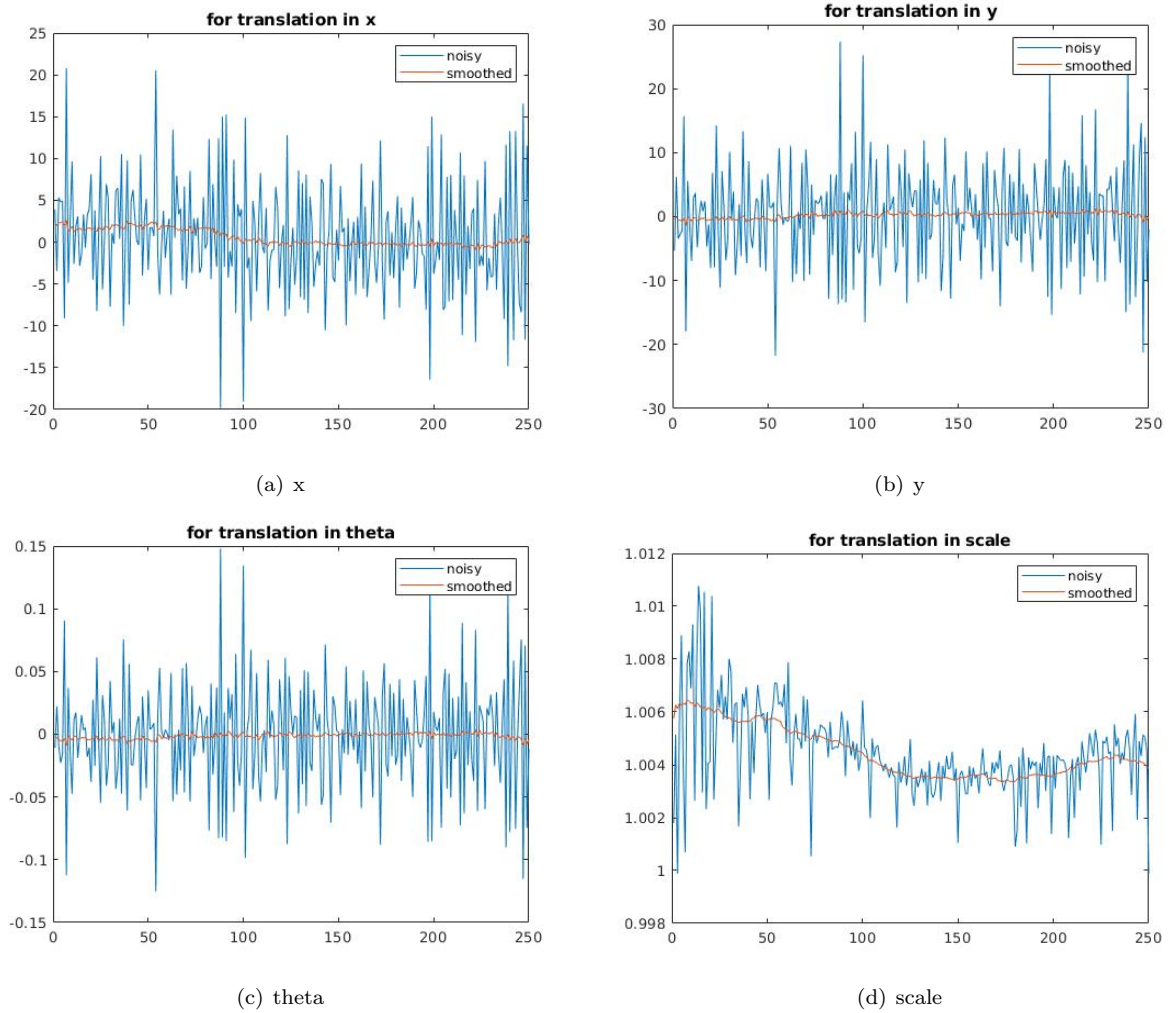 for translation in x
25
20
15
10
5
0
-5
-10
-15
-20
0 50 100 150 200 250
noisy
smoothed
(a) x
for translation in y
30
20
10
0
-10
-20
-30
0 50 100 150 200 250
noisy
smoothed
(b) y
for translation in theta
0.15
0.1
0.05
0
-0.05
-0.1
-0.15
0 50 100 150 200 250
noisy
smoothed
(c) theta
for translation in scale
1.012
1.01
1.008
1.006
1.004
1.002
1
0.998
0 50 100 150 200 250
noisy
smoothed
(d) scale